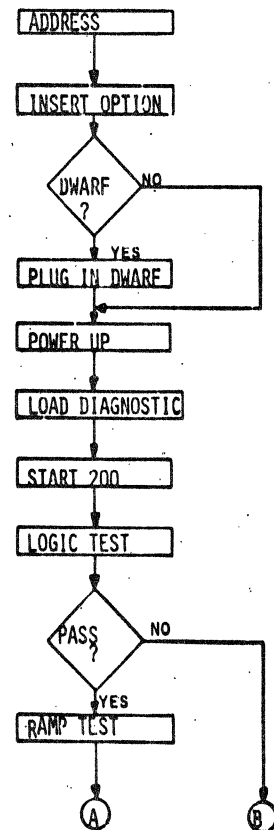 ADDRESS
INSERT OPTION
DWARF
?
NO
YES
PLUG IN DWARF
POWER UP
LOAD DIAGNOSTIC
START 200
LOGIC TEST
PASS
?
NO
YES
RAMP TEST
A
B